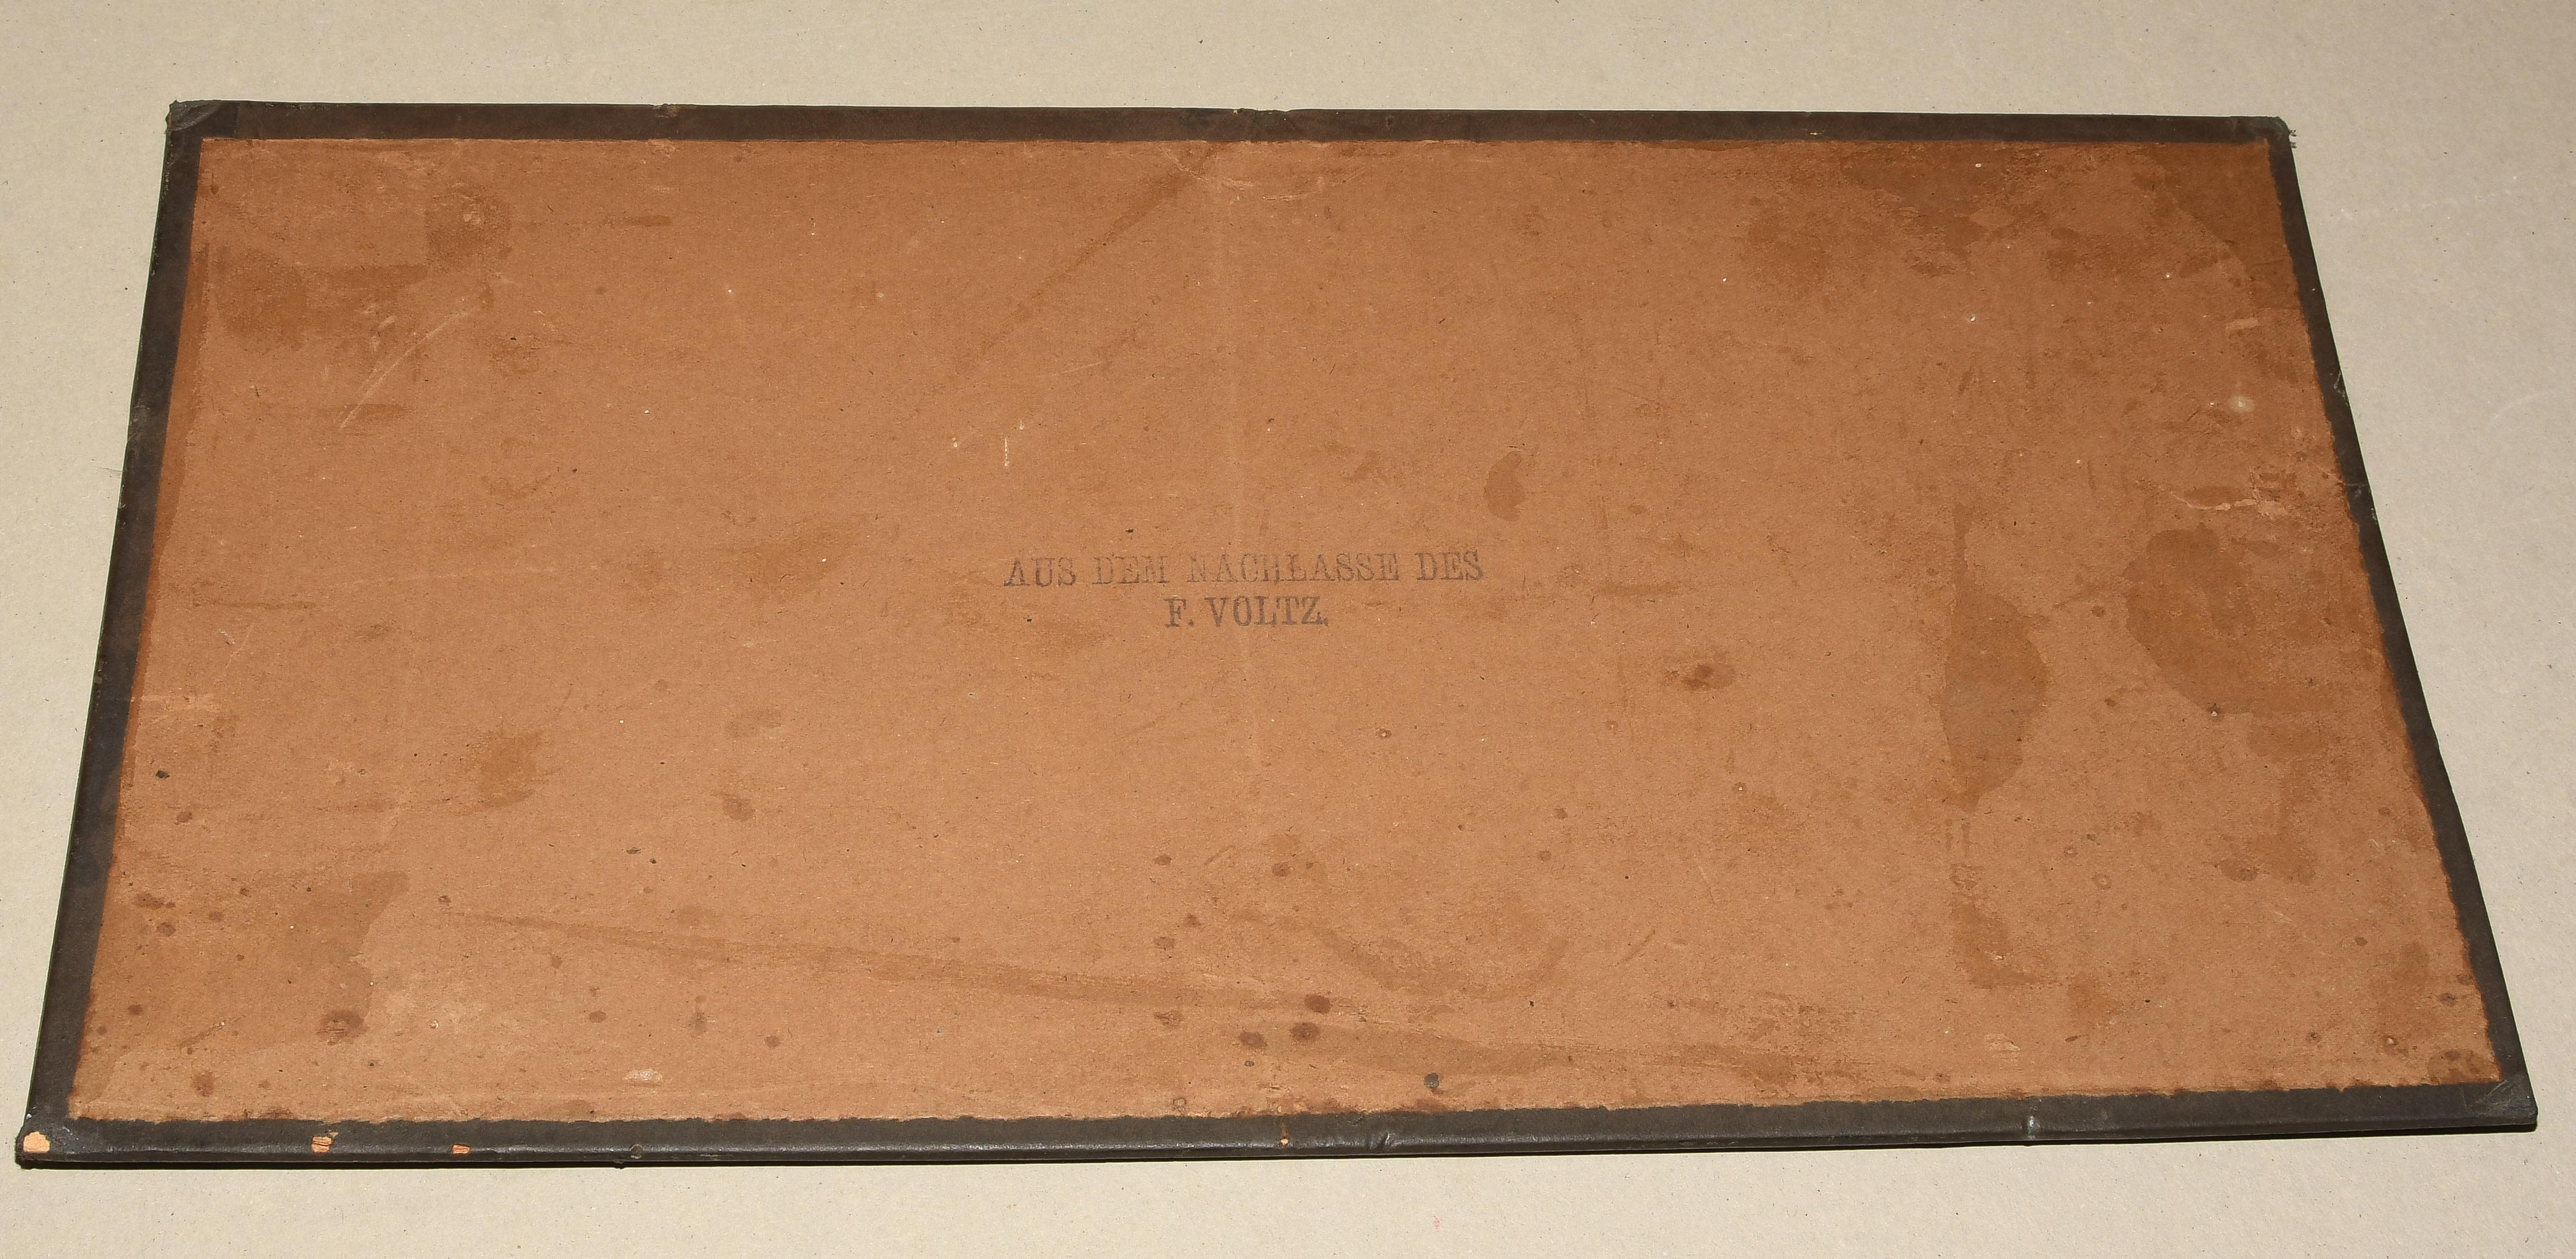 AUS DEM NACHLASSE DES
F. VOLTZ.